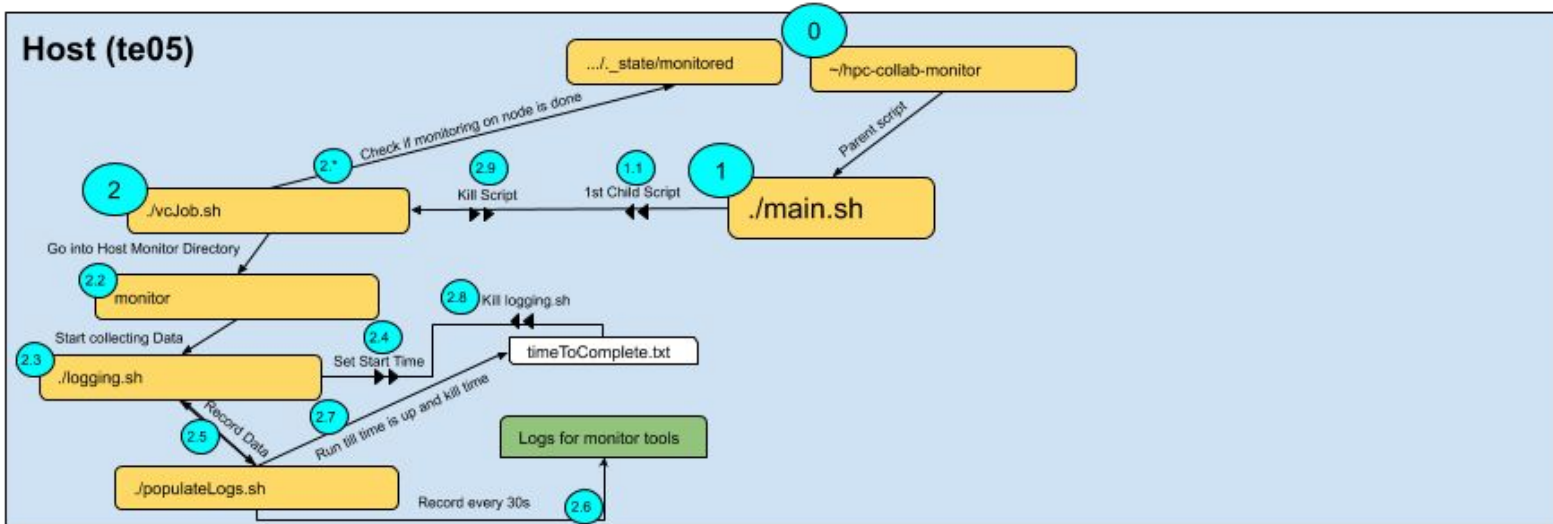 Host (te05)
0
.../._state/monitored
~/hpc-collab-monitor
Check if monitoring on node is done
Parent script
2.*
2.9
1.1
1
2
Kill Script
1st Child Script
./vcJob.sh
./main.sh
Go into Host Monitor Directory
2.2
monitor
2.8
Kill logging.sh
Start collecting Data
2.4
2.3
Set Start Time
timeToComplete.txt
./logging.sh
Record Data
2.5
2.7
Run till time is up and kill time
Logs for monitor tools
./populateLogs.sh
Record every 30s
2.6